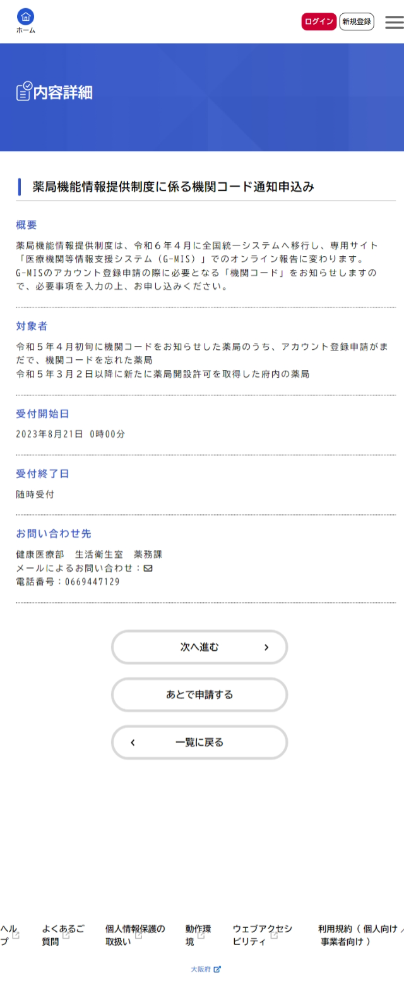 ホーム
ログイン
新規登録
内容詳細
薬局機能情報提供制度に係る機関コード通知申込み
概要
薬局機能情報提供制度は、令和６年４月に全国統一システムへ移行し、専用サイト
「医療機関等情報支援システム（G-MIS）」でのオンライン報告に変わります。
G-MISのアカウント登録申請の際に必要となる「機関コード」をお知らせしますの
で、必要事項を入力の上、お申し込みください。
対象者
令和５年４月初旬に機関コードをお知らせした薬局のうち、アカウント登録申請がま
だで、機関コードを忘れた薬局
令和５年３月２日以降に新たに薬局開設許可を取得した府内の薬局
受付開始日
2023年8月21日 0時00分
受付終了日
随時受付
お問い合わせ先
健康医療部　生活衛生室　薬務課
メールによるお問い合わせ：
電話番号：0669447129
次へ進む
あとで申請する
一覧に戻る
ヘル
プ
よくあるご
質問
個人情報保護の
取扱い
動作環
境
ウェブアクセシ
ビリティ
利用規約（ 個人向け ／
事業者向け ）
大阪府